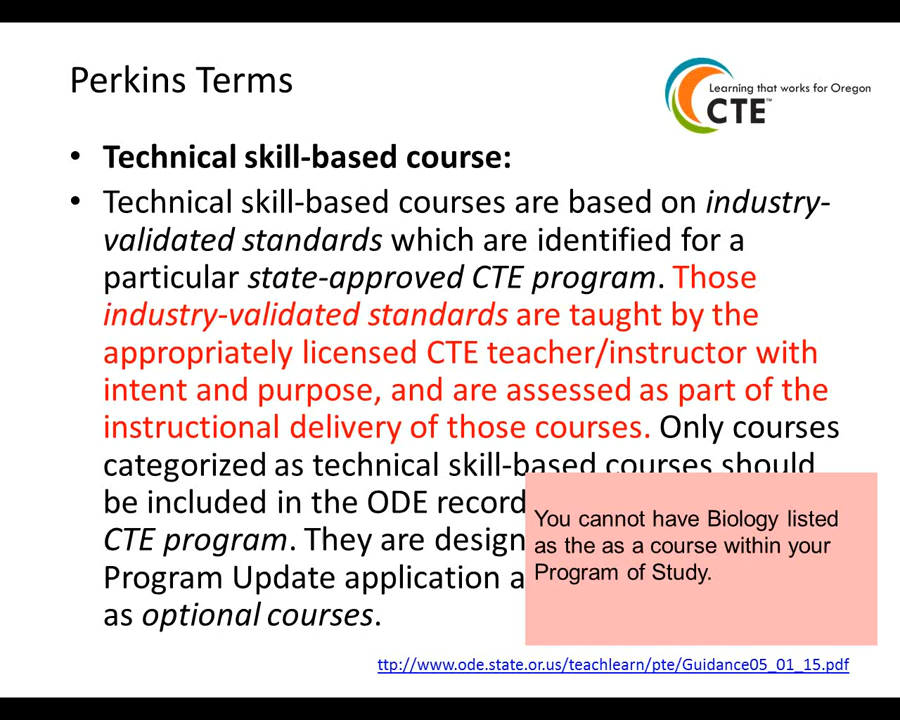 Perkins Terms
Learning that works for Oregon
CTE™
• Technical skill-based course:
• Technical skill-based courses are based on industry-
validated standards which are identified for a
particular state-approved CTE program. Those
industry-validated standards are taught by the
appropriately licensed CTE teacher/instructor with
intent and purpose, and are assessed as part of the
instructional delivery of those courses. Only courses
categorized as technical skill-based courses should
be included in the ODE record
CTE program. They are design
Program Update application a
as optional courses.
You cannot have Biology listed
as the as a course within your
Program of Study.
ttp://www.ode.state.or.us/teachlearn/pte/Guidance05_01_15.pdf